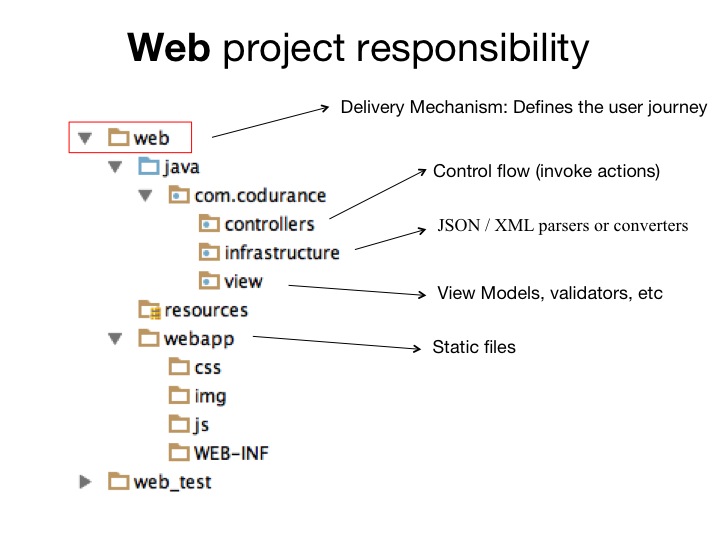 Web project responsibility
Delivery Mechanism: Defines the user journey
web
java
Control flow (invoke actions)
com.codurance
controllers
JSON / XML parsers or converters
infrastructure
view
View Models, validators, etc
resources
webapp
Static files
css
img
js
WEB-INF
web_test